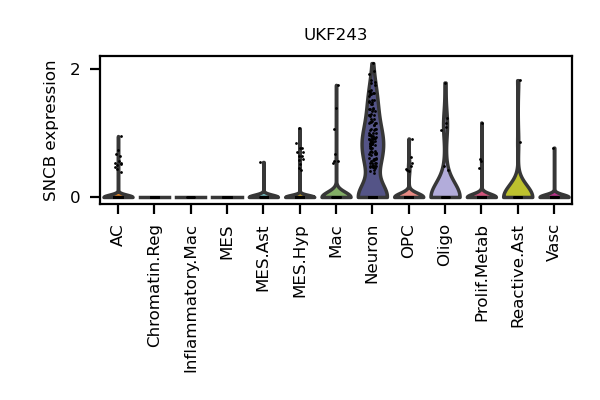 UKF243
SNCB expression
2
0
AC
Chromatin.Reg
Inflammatory.Mac
MES
MES.Ast
MES.Hyp
Mac
Neuron
OPC
Oligo
Prolif.Metab
Reactive.Ast
Vasc